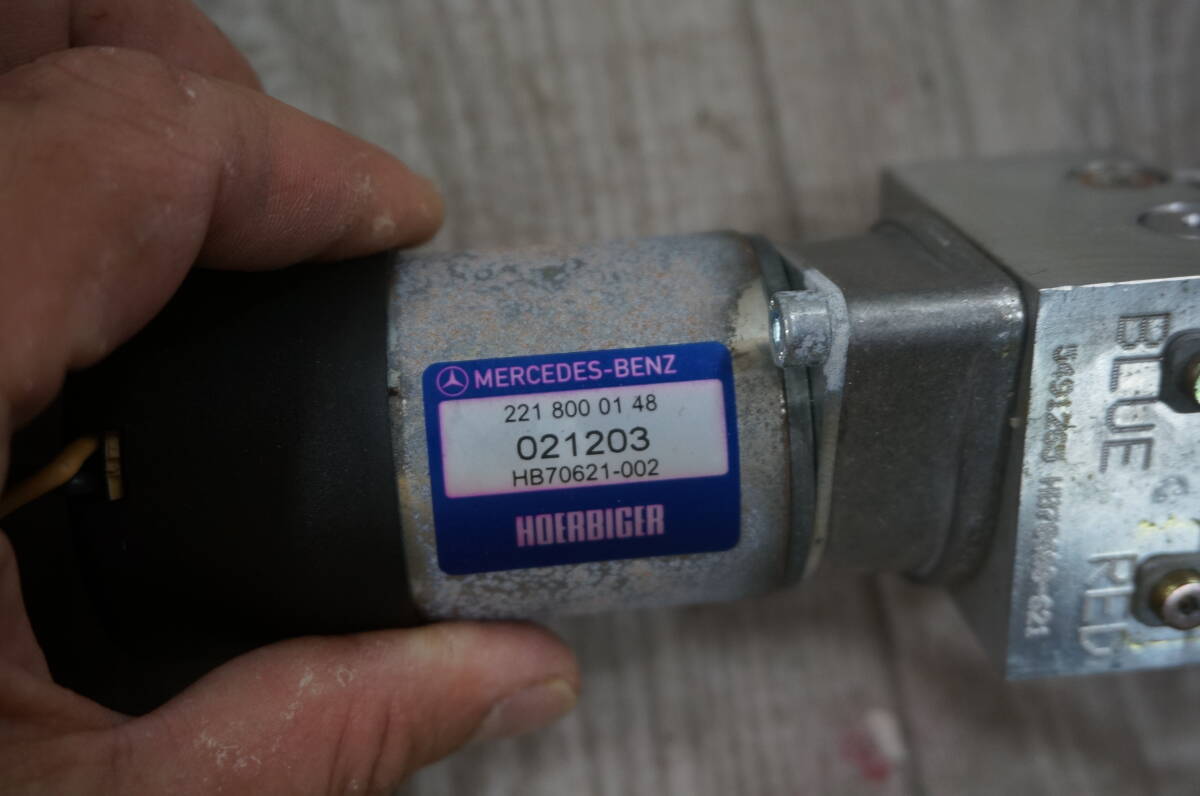 MERCEDES-BENZ
221 800 01 48
021203
HB70621-002
HOERBIGER
BLUE
RED